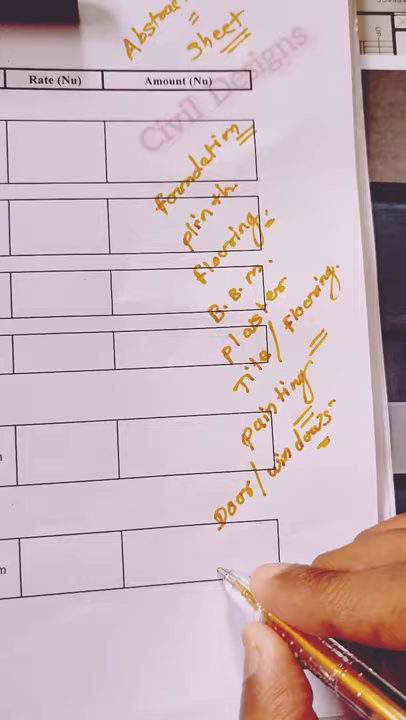 Abstract
Sheet
Rate (Nu) Amount (Nu)
Civil Designs
foundation
Plinth
flooring.
B.B.M.
Plaster
Tile/flooring.
Painting
Door/windows
m
m